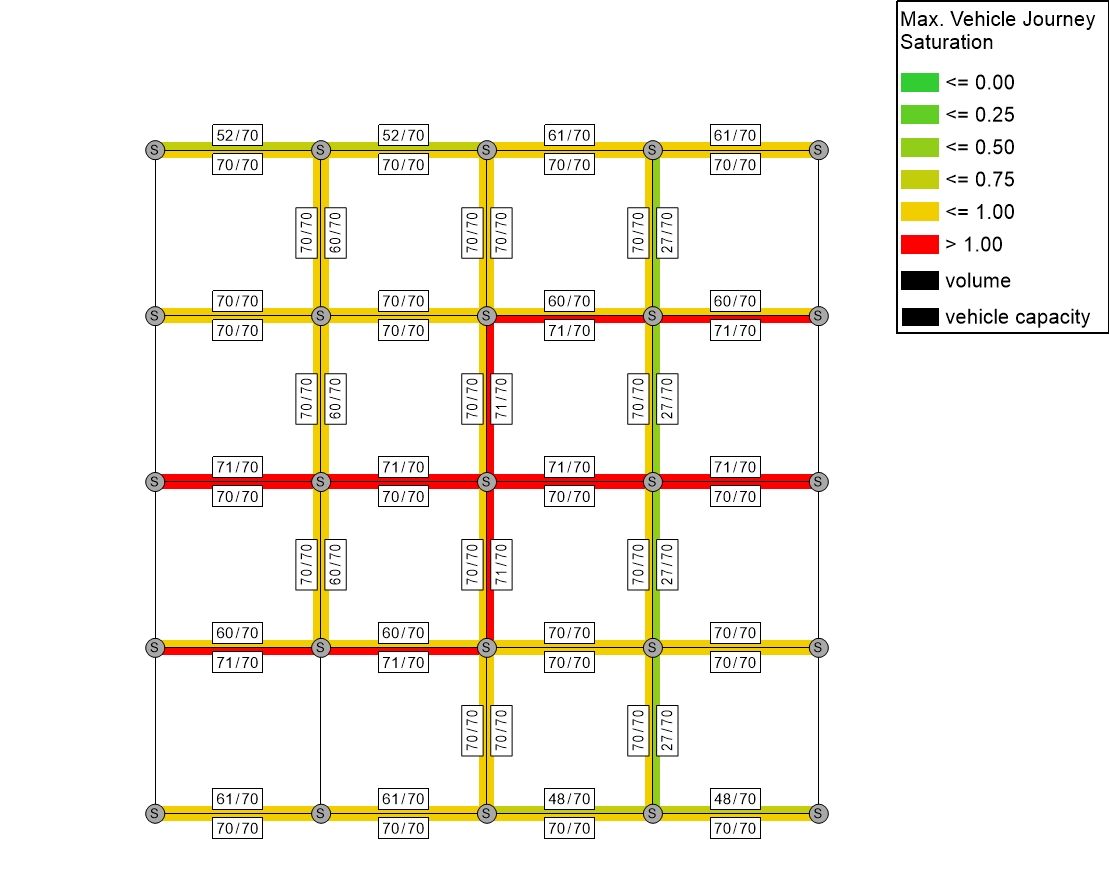 Max. Vehicle Journey
Saturation
<= 0.00
<= 0.25
<= 0.50
<= 0.75
<= 1.00
> 1.00
volume
vehicle capacity
52/70 52/70 61/70 61/70
S S S S S
70/70 70/70 70/70 70/70
70/70 60/70 70/70 70/70 70/70 27/70
70/70 70/70 60/70 60/70
S S S S S
70/70 70/70 71/70 71/70
70/70 60/70 70/70 71/70 70/70 27/70
71/70 71/70 71/70 71/70
S S S S S
70/70 70/70 70/70 70/70
70/70 60/70 70/70 71/70 70/70 27/70
60/70 60/70 70/70 70/70
S S S S S
71/70 71/70 70/70 70/70
70/70 70/70 70/70 27/70
61/70 61/70 48/70 48/70
S S S S S
70/70 70/70 70/70 70/70